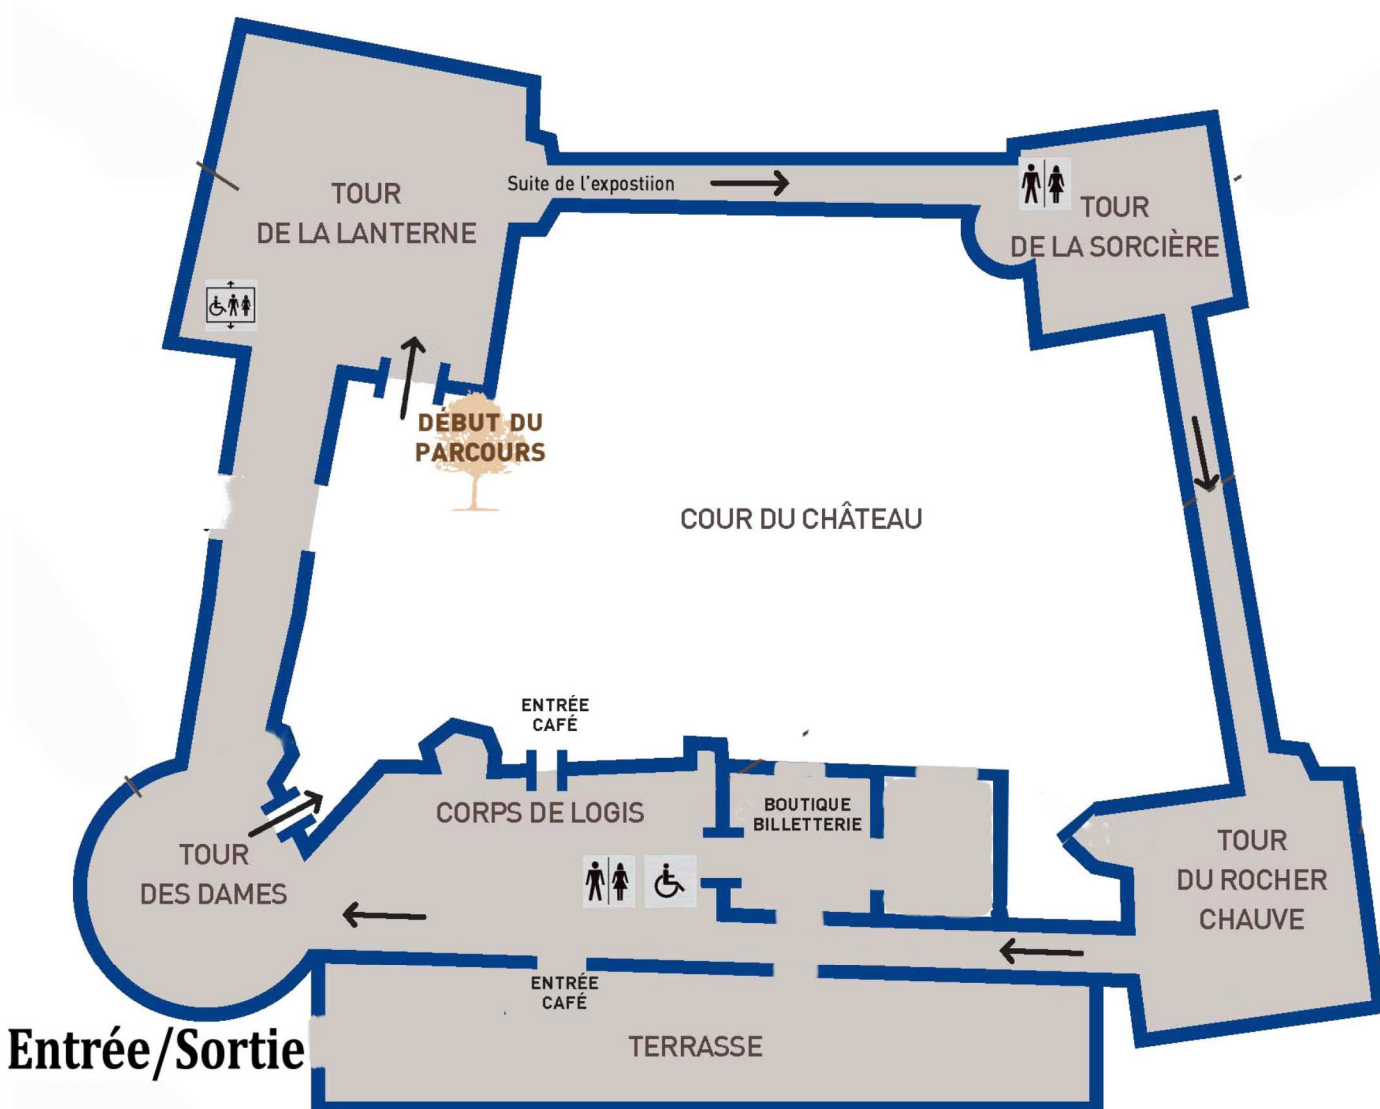 TOUR
DE LA LANTERNE
Suite de l'expostiion
TOUR
DE LA SORCIÈRE
DÉBUT DU
PARCOURS
COUR DU CHÂTEAU
ENTRÉE
CAFÉ
CORPS DE LOGIS
BOUTIQUE
BILLETTERIE
TOUR
DES DAMES
TOUR
DU ROCHER
CHAUVE
ENTRÉE
CAFÉ
Entrée/Sortie
TERRASSE